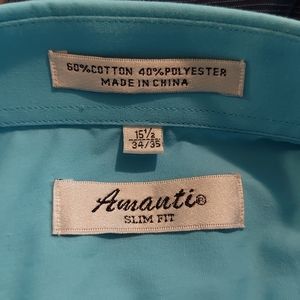 60%COTTON 40%POLYESTER
MADE IN CHINA
15½
34/35
Amanti®
SLIM FIT